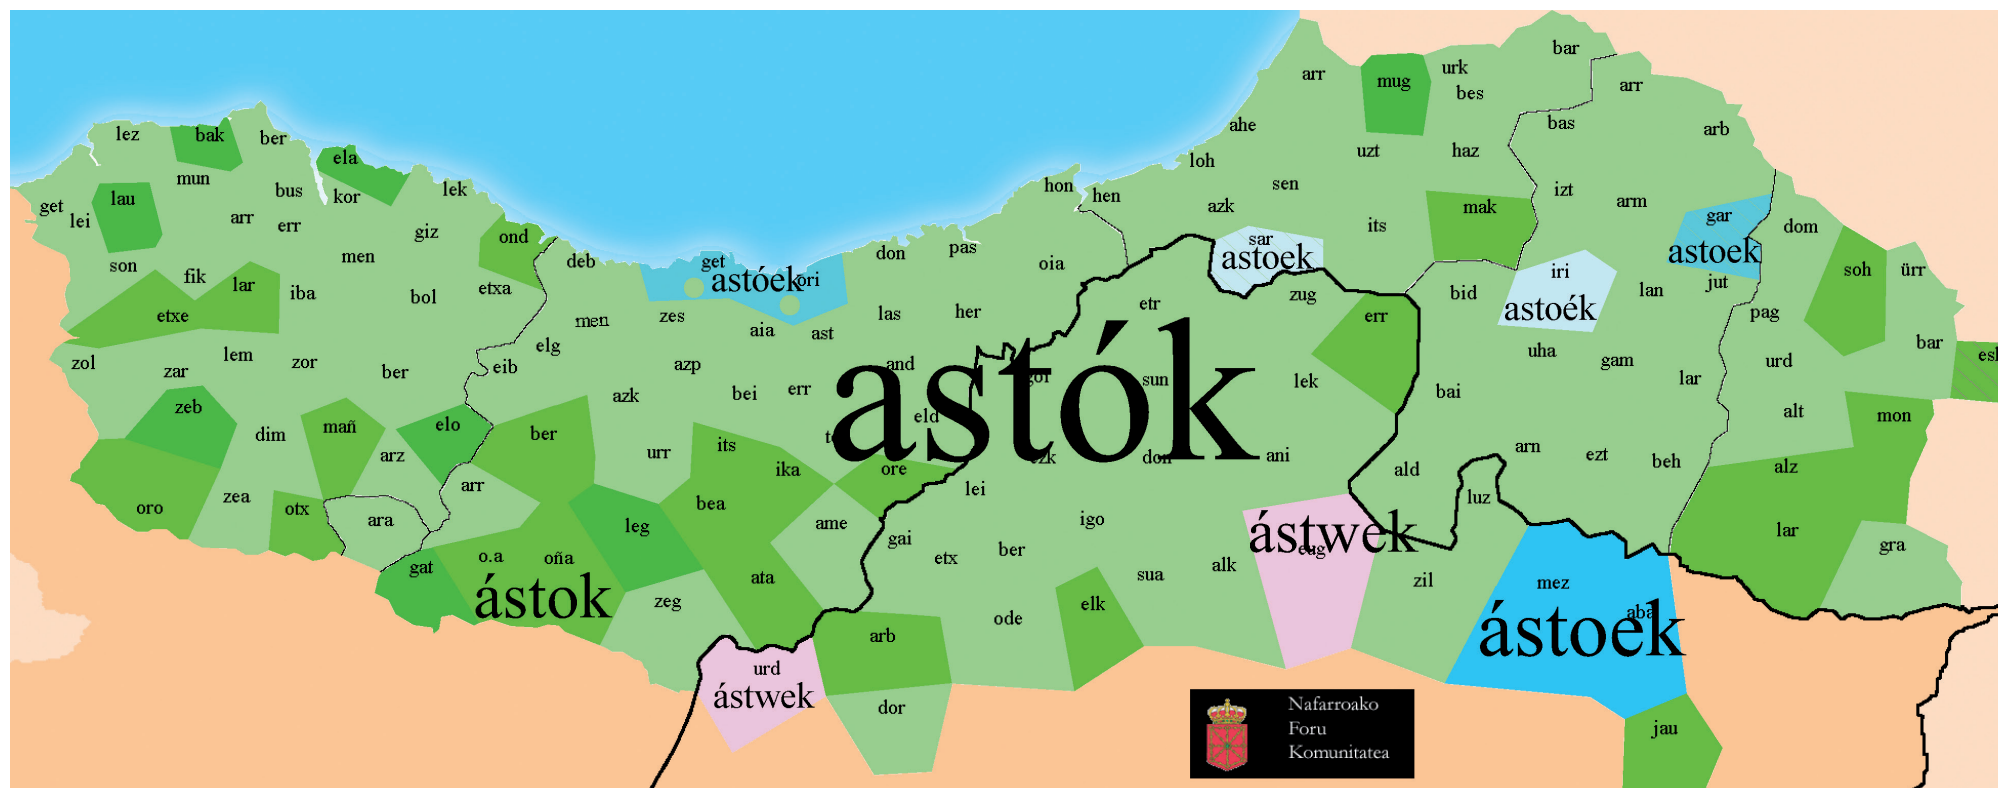 bar
urk
arr
mug
arr
bes
lez
bak
ber
ahe
bas
arb
ela
uzt
haz
loh
mun
bus
kor
lek
hon
hen
sen
izt
lau
get
lei
arr
err
giz
azk
its
mak
arm
gar
dom
ond
men
deb
get
don
pas
sar
astoek
astoek
son
fik
lar
etxa
astóek
ori
oia
iri
soh
ürr
etxe
iba
bol
men
zes
aia
ast
las
her
etr
zug
err
bid
astoék
lan
jut
pag
zol
zar
lem
zor
ber
eib
elg
azp
and
astók
gor
sun
lek
bai
uha
gam
lar
urd
bar
zeb
dim
mañ
arz
elo
ber
azk
bei
err
eld
alt
mon
urr
its
ika
ore
ezk
don
ani
ald
arn
ezt
beh
alz
oro
zea
otx
ara
arr
leg
bea
ame
lei
igo
luz
gai
etx
ber
ástwek
eug
lar
gra
gat
o.a
oña
ástok
zeg
ata
sua
alk
zil
mez
aba
ástoek
ode
elk
arb
urd
ástwek
dor
jau
Nafarroako
Foru
Komunitatea